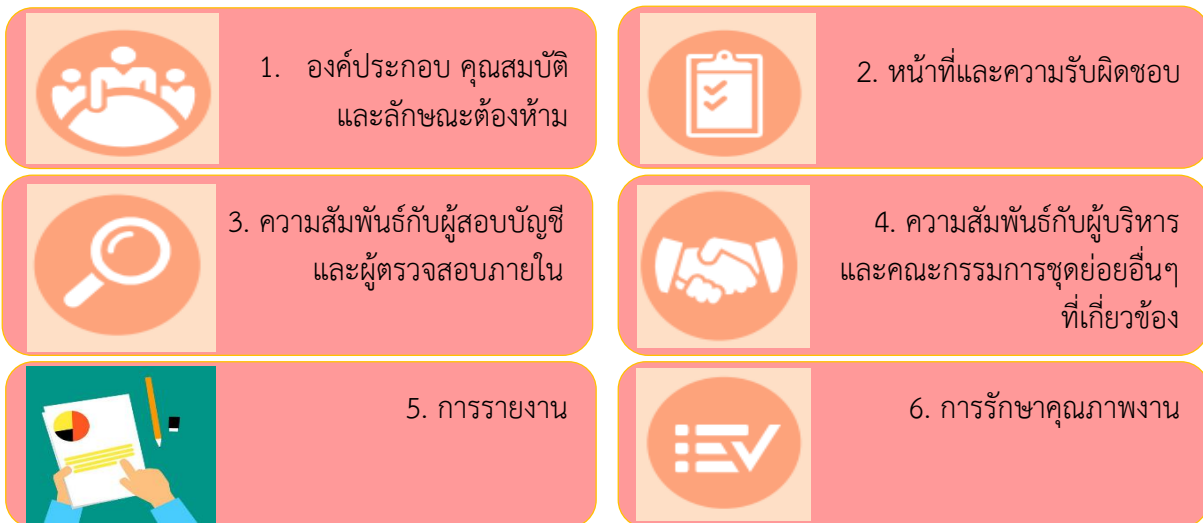 1. องค์ประกอบ คุณสมบัติ
และลักษณะต้องห้าม
2. หน้าที่และความรับผิดชอบ
3. ความสัมพันธ์กับผู้สอบบัญชี
และผู้ตรวจสอบภายใน
4. ความสัมพันธ์กับผู้บริหาร
และคณะกรรมการชุดย่อยอื่นๆ
ที่เกี่ยวข้อง
5. การรายงาน
6. การรักษาคุณภาพงาน